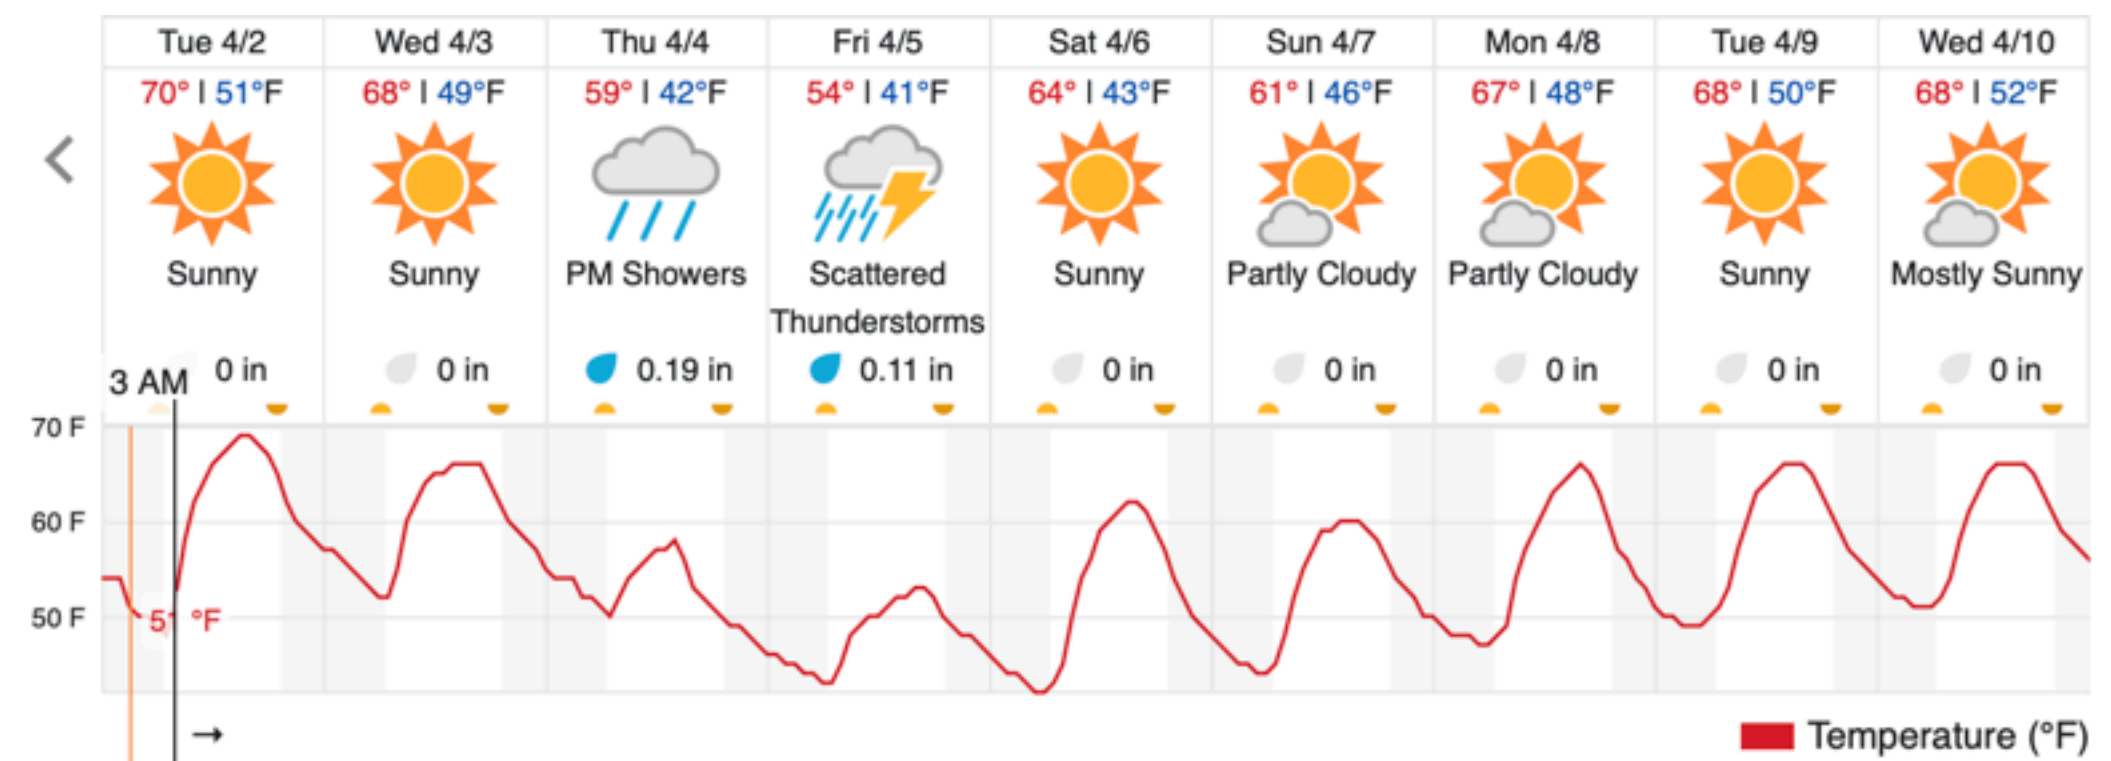 Tue 4/2 Wed 4/3 Thu 4/4 Fri 4/5 Sat 4/6 Sun 4/7 Mon 4/8 Tue 4/9 Wed 4/10
70° | 51°F 68° | 49°F 59° | 42°F 54° | 41°F 64° | 43°F 61° | 46°F 67° | 48°F 68° | 50°F 68° | 52°F
Sunny Sunny PM Showers Scattered Sunny Partly Cloudy Partly Cloudy Sunny Mostly Sunny
Thunderstorms
3 AM 0 in 0 in 0.19 in 0.11 in 0 in 0 in 0 in 0 in 0 in
70 F
60 F
50 F 51 °F
Temperature (°F)